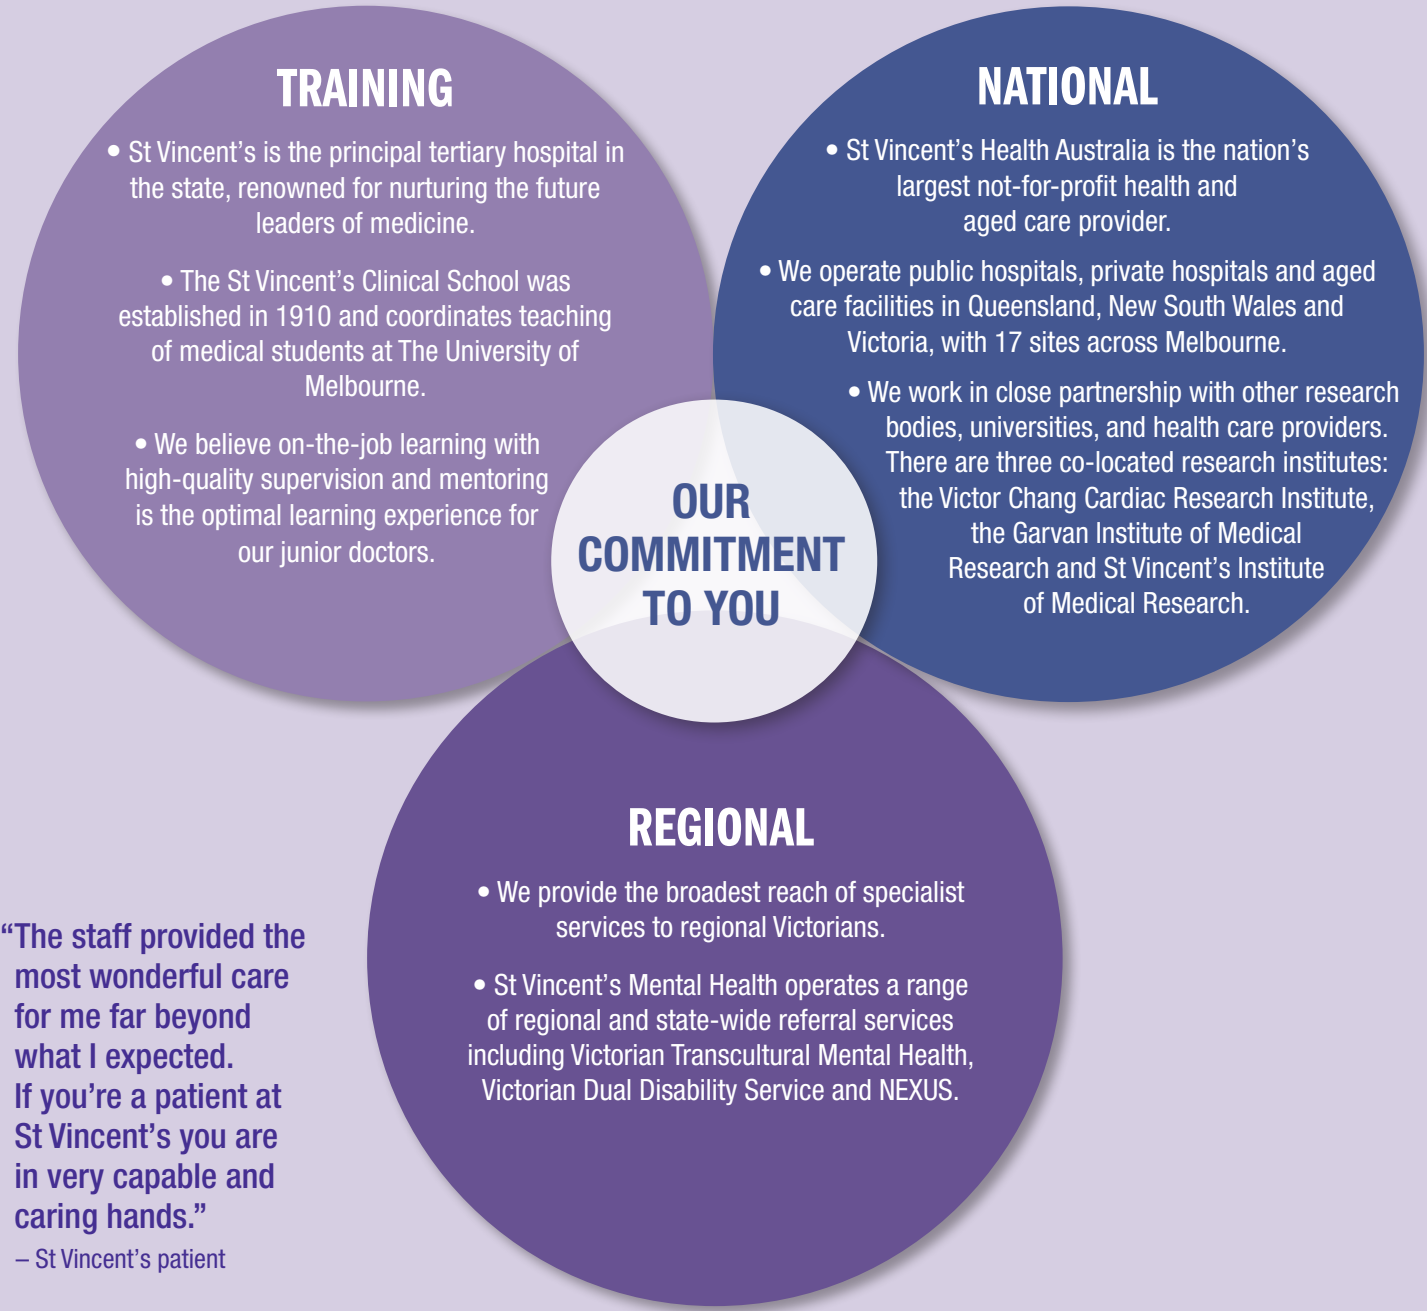 TRAINING
• St Vincent's is the principal tertiary hospital in
the state, renowned for nurturing the future
leaders of medicine.
• The St Vincent's Clinical School was
established in 1910 and coordinates teaching
of medical students at The University of
Melbourne.
• We believe on-the-job learning with
high-quality supervision and mentoring
is the optimal learning experience for
our junior doctors.
NATIONAL
• St Vincent's Health Australia is the nation's
largest not-for-profit health and
aged care provider.
• We operate public hospitals, private hospitals and aged
care facilities in Queensland, New South Wales and
Victoria, with 17 sites across Melbourne.
• We work in close partnership with other research
bodies, universities, and health care providers.
There are three co-located research institutes:
the Victor Chang Cardiac Research Institute,
the Garvan Institute of Medical
Research and St Vincent's Institute
of Medical Research.
OUR
COMMITMENT
TO YOU
REGIONAL
• We provide the broadest reach of specialist
services to regional Victorians.
• St Vincent's Mental Health operates a range
of regional and state-wide referral services
including Victorian Transcultural Mental Health,
Victorian Dual Disability Service and NEXUS.
“The staff provided the
most wonderful care
for me far beyond
what I expected.
If you're a patient at
St Vincent's you are
in very capable and
caring hands.”
– St Vincent's patient